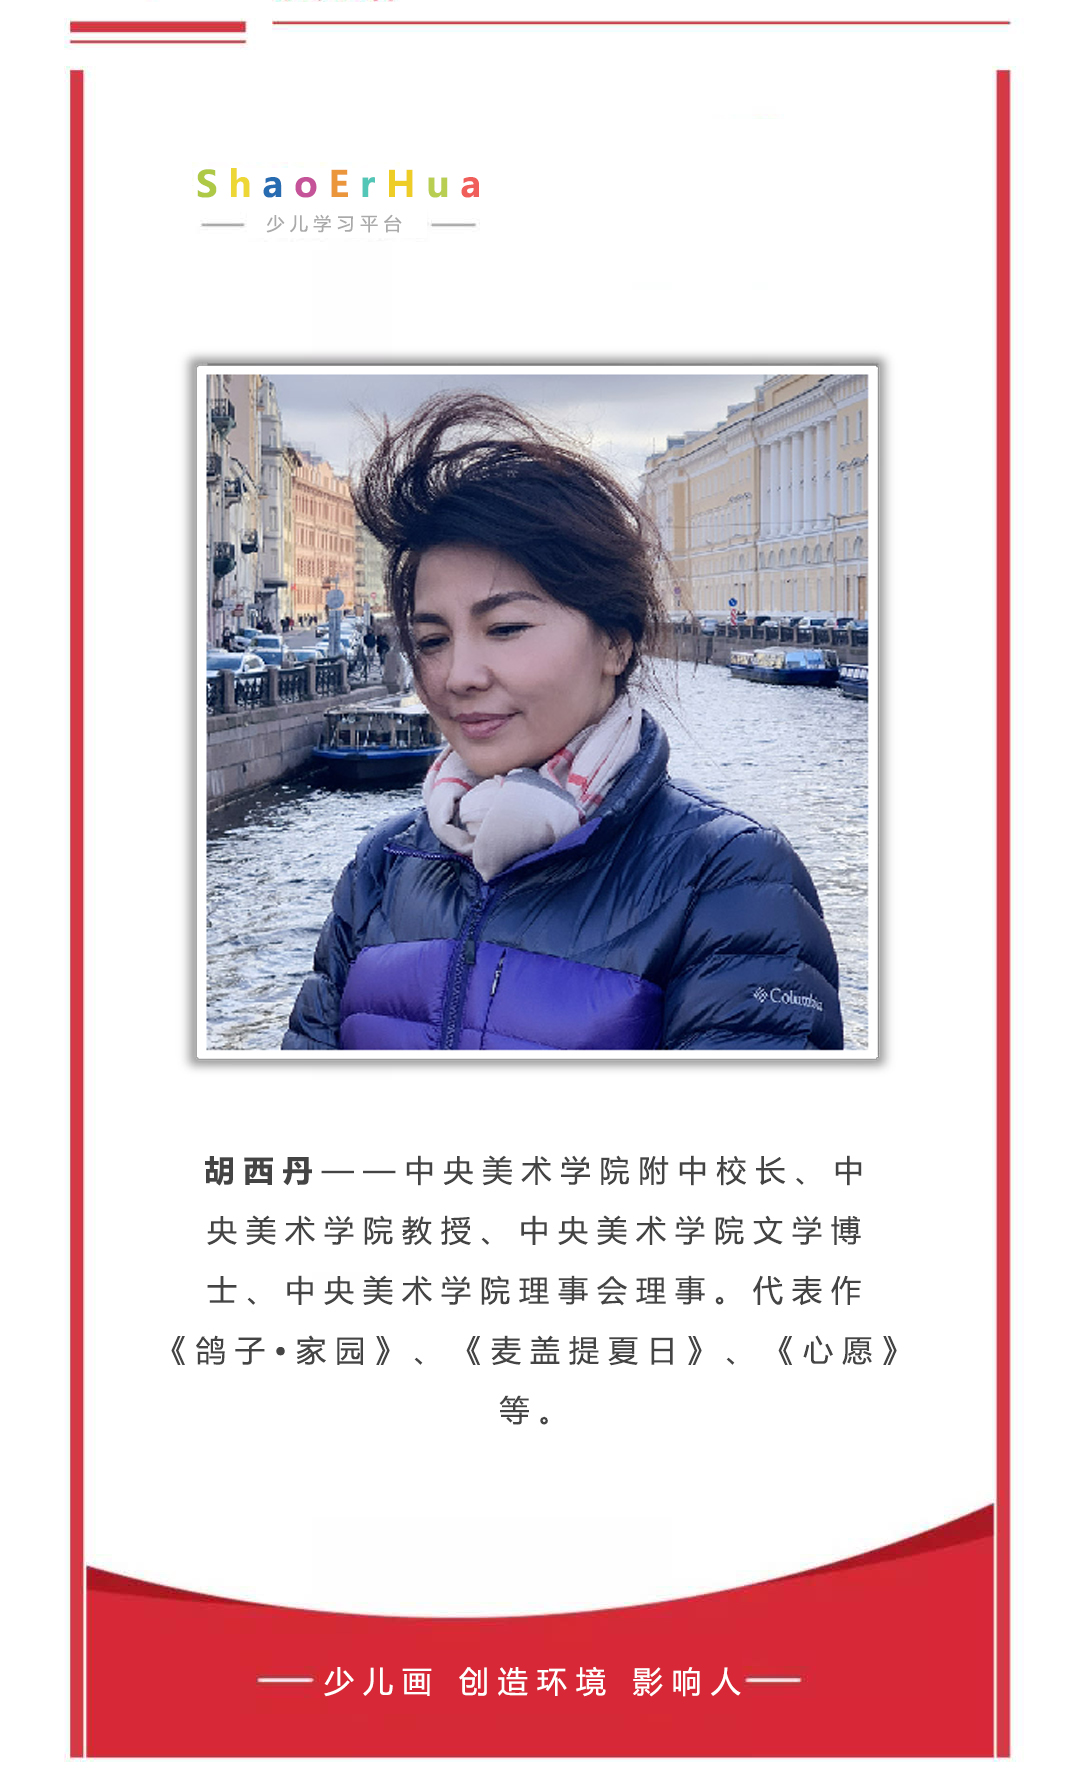 ShaoErHua
少儿学习平台
Columbia
胡西丹——中央美术学院附中校长、中
央美术学院教授、中央美术学院文学博
士、中央美术学院理事会理事。代表作
《鸽子•家园》、《麦盖提夏日》、《心愿》
等。
少儿画 创造环境 影响人